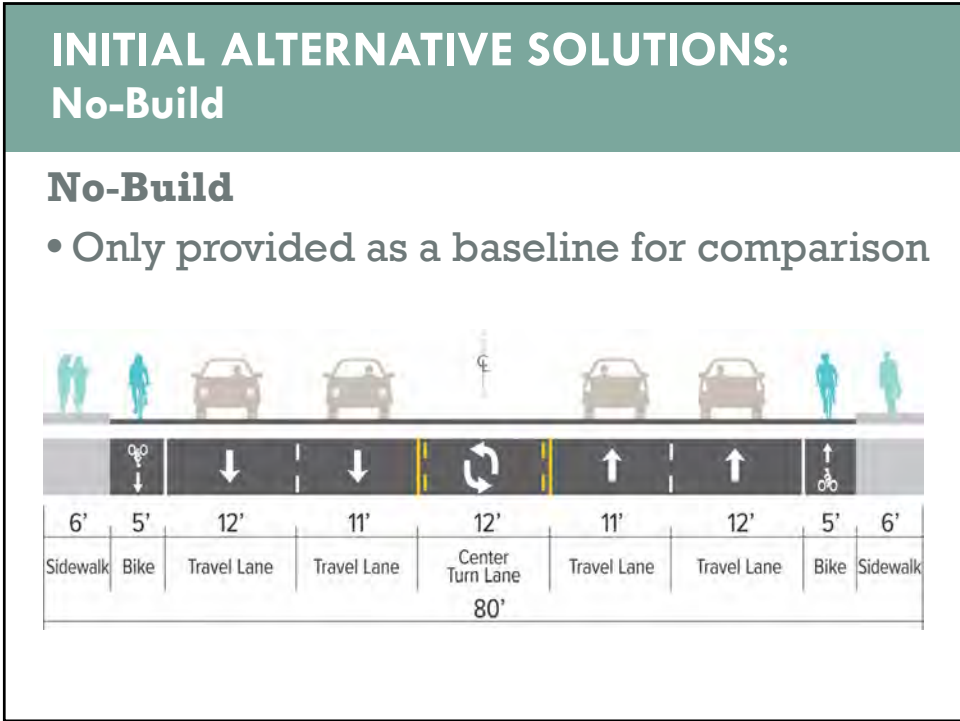 INITIAL ALTERNATIVE SOLUTIONS:
No-Build
No-Build
• Only provided as a baseline for comparison
℄
6' 5' 12' 11' 12' 11' 12' 5' 6'
Sidewalk Bike Travel Lane Travel Lane Center Turn Lane Travel Lane Travel Lane Bike Sidewalk
80'